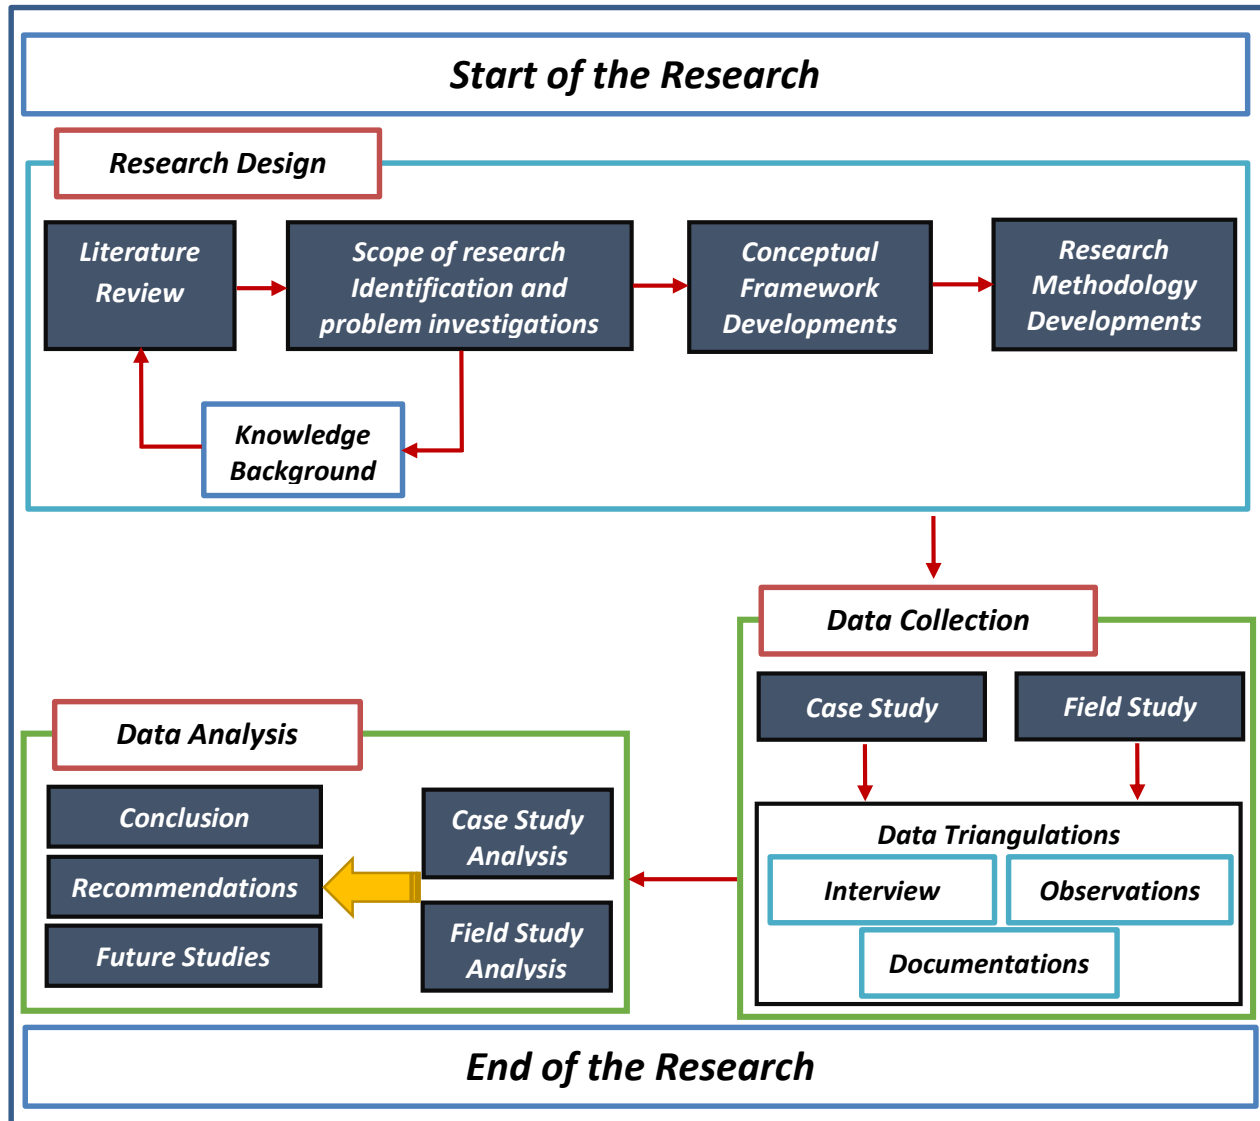 Start of the Research
Research Design
Literature
Review
Scope of research
Identification and
problem investigations
Conceptual
Framework
Developments
Research
Methodology
Developments
Knowledge
Background
Data Collection
Case Study
Field Study
Data Triangulations
Interview
Observations
Documentations
Data Analysis
Conclusion
Recommendations
Future Studies
Case Study
Analysis
Field Study
Analysis
End of the Research